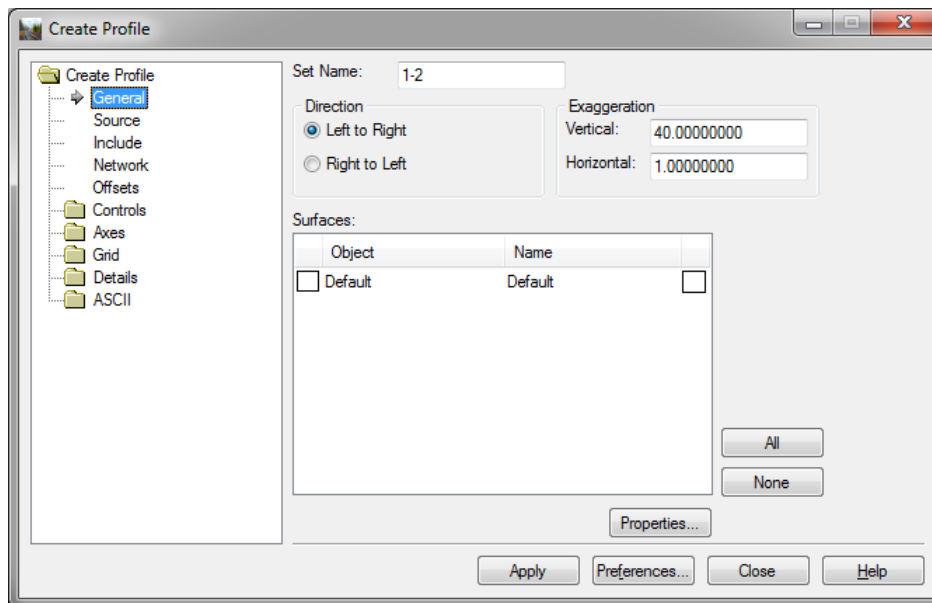 Create Profile
Create Profile
General
Source
Include
Network
Offsets
Controls
Axes
Grid
Details
ASCII
Set Name: 1-2
Direction
Left to Right
Right to Left
Exaggeration
Vertical: 40.00000000
Horizontal: 1.00000000
Surfaces:
Object Name
Default Default
All
None
Properties...
Apply Preferences... Close Help